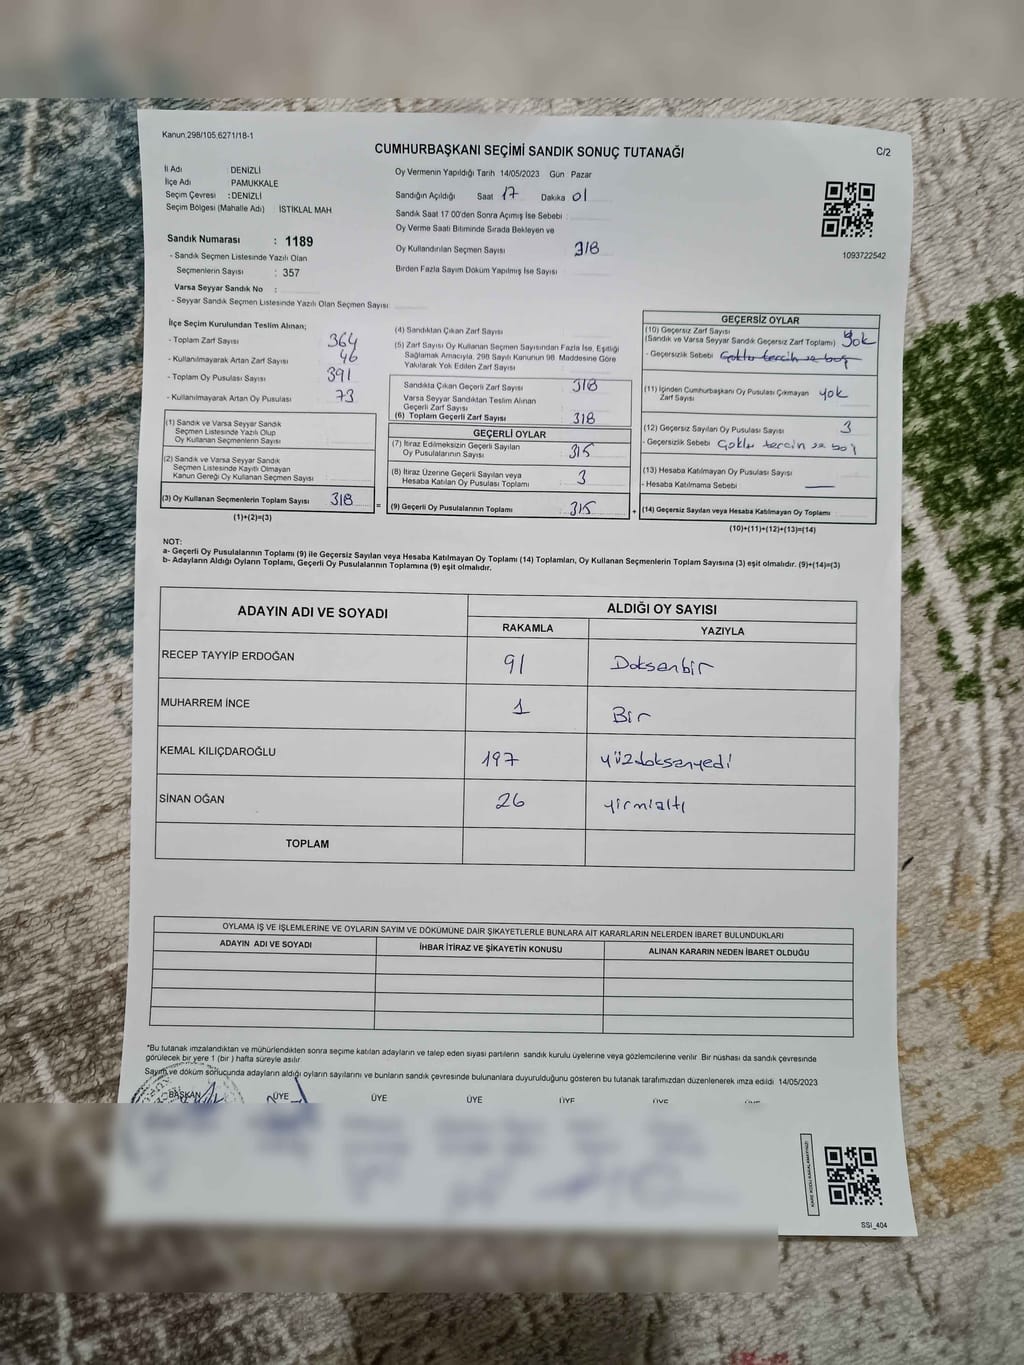 Kanun,298/105,6271/18-1
CUMHURBAŞKANI SEÇİMİ SANDIK SONUÇ TUTANAĞI
C/2
İl Adı : DENİZLİ
İlçe Adı PAMUKKALE
Seçim Çevresi : DENİZLİ
Seçim Bölgesi (Mahalle Adı) : İSTİKLAL MAH
Sandık Numarası : 1189
- Sandık Seçmen Listesinde Yazılı Olan
Seçmenlerin Sayısı : 357
Varsa Seyyar Sandık No :
- Seyyar Sandık Seçmen Listesinde Yazılı Olan Seçmen Sayısı
Oy Vermenin Yapıldığı Tarih 14/05/2023 Gün Pazar
Sandığın Açıldığı Saat 17 Dakika 01
Sandık Saat 17 00'den Sonra Açımış İse Sebebi
Oy Verme Saati Bitiminde Sırada Bekleyen ve
Oy Kullandırılan Seçmen Sayısı 318
Birden Fazla Sayım Döküm Yapılmış İse Sayısı
1093722542
İlçe Seçim Kurulundan Teslim Alınan;
- Toplam Zarf Sayısı 364
- Kullanılmayarak Artan Zarf Sayısı 46
- Toplam Oy Pusulası Sayısı 391
- Kullanılmayarak Artan Oy Pusulası 73
(1) Sandık ve Varsa Seyyar Sandık
Seçmen Listesinde Yazılı Olup
Oy Kullanan Seçmenlerin Sayısı
(2) Sandık ve Varsa Seyyar Sandık
Seçmen Listesinde Kayıtlı Olmayan
Kanun Gereği Oy Kullanan Seçmen Sayısı
(3) Oy Kullanan Seçmenlerin Toplam Sayısı 318
(1)+(2)=(3)
=
(4) Sandıktan Çıkan Zarf Sayısı
(5) Zarf Sayısı Oy Kullanan Seçmen Sayısından Fazla İse, Eşitliği
Sağlamak Amacıyla, 298 Sayılı Kanunun 98. Maddesine Göre
Yakılarak Yok Edilen Zarf Sayısı
Sandıkta Çıkan Geçerli Zarf Sayısı 318
Varsa Seyyar Sandıktan Teslim Alınan
Geçerli Zarf Sayısı
(6) Toplam Geçerli Zarf Sayısı 318
GEÇERLİ OYLAR
(7) İtiraz Edilmeksizin Geçerli Sayılan
Oy Pusulalarının Sayısı 315
(8) İtiraz Üzerine Geçerli Sayılan veya
Hesaba Katılan Oy Pusulası Toplamı 3
(9) Geçerli Oy Pusulalarının Toplamı 315
+
GEÇERSİZ OYLAR
(10) Geçersiz Zarf Sayısı
(Sandık ve Varsa Seyyar Sandık Geçersiz Zarf Toplamı) yok
- Geçersizlik Sebebi Çoklu tercih ve boş
(11) İçinden Cumhurbaşkanı Oy Pusulası Çıkmayan
Zarf Sayısı yok
(12) Geçersiz Sayılan Oy Pusulası Sayısı 3
- Geçersizlik Sebebi Çoklu tercih ve boş
(13) Hesaba Katılmayan Oy Pusulası Sayısı
- Hesaba Katılmama Sebebi
(14) Geçersiz Sayılan veya Hesaba Katılmayan Oy Toplamı
(10)+(11)+(12)+(13)=(14)
NOT:
a- Geçerli Oy Pusulalarının Toplamı (9) ile Geçersiz Sayılan veya Hesaba Katılmayan Oy Toplamı (14) Toplamları, Oy Kullanan Seçmenlerin Toplam Sayısına (3) eşit olmalıdır. (9)+(14)=(3)
b- Adayların Aldığı Oyların Toplamı, Geçerli Oy Pusulalarının Toplamına (9) eşit olmalıdır.
ADAYIN ADI VE SOYADI
ALDIĞI OY SAYISI
RAKAMLA YAZIYLA
RECEP TAYYİP ERDOĞAN 91 Doksanbir
MUHARREM İNCE 1 Bir
KEMAL KILIÇDAROĞLU 197 yüzdoksanyedi
SİNAN OĞAN 26 yirmialtı
TOPLAM
OYLAMA İŞ VE İŞLEMLERİNE VE OYLARIN SAYIM VE DÖKÜMÜNE DAİR ŞİKAYETLERLE BUNLARA AİT KARARLARIN NELERDEN İBARET BULUNDUKLARI
ADAYIN ADI VE SOYADI İHBAR İTİRAZ VE ŞİKAYETİN KONUSU ALINAN KARARIN NEDEN İBARET OLDUĞU
*Bu tutanak imzalandıktan ve mühürlendikten sonra seçime katılan adayların ve talep eden siyasi partilerin sandık kurulu üyelerine veya gözlemcilerine verilir. Bir nüshası da sandık çevresinde
görülecek bir yere 1 (bir ) hafta süreyle asılır.
Sayım ve döküm sonucunda adayların aldığı oyların sayılarını ve bunların sandık çevresinde bulunanlara duyurulduğunu gösteren bu tutanak tarafımızdan düzenlenerek imza edildi 14/05/2023
BAŞKAN ÜYE ÜYE ÜYE ÜYE ÜYE ÜYE
SSi_404